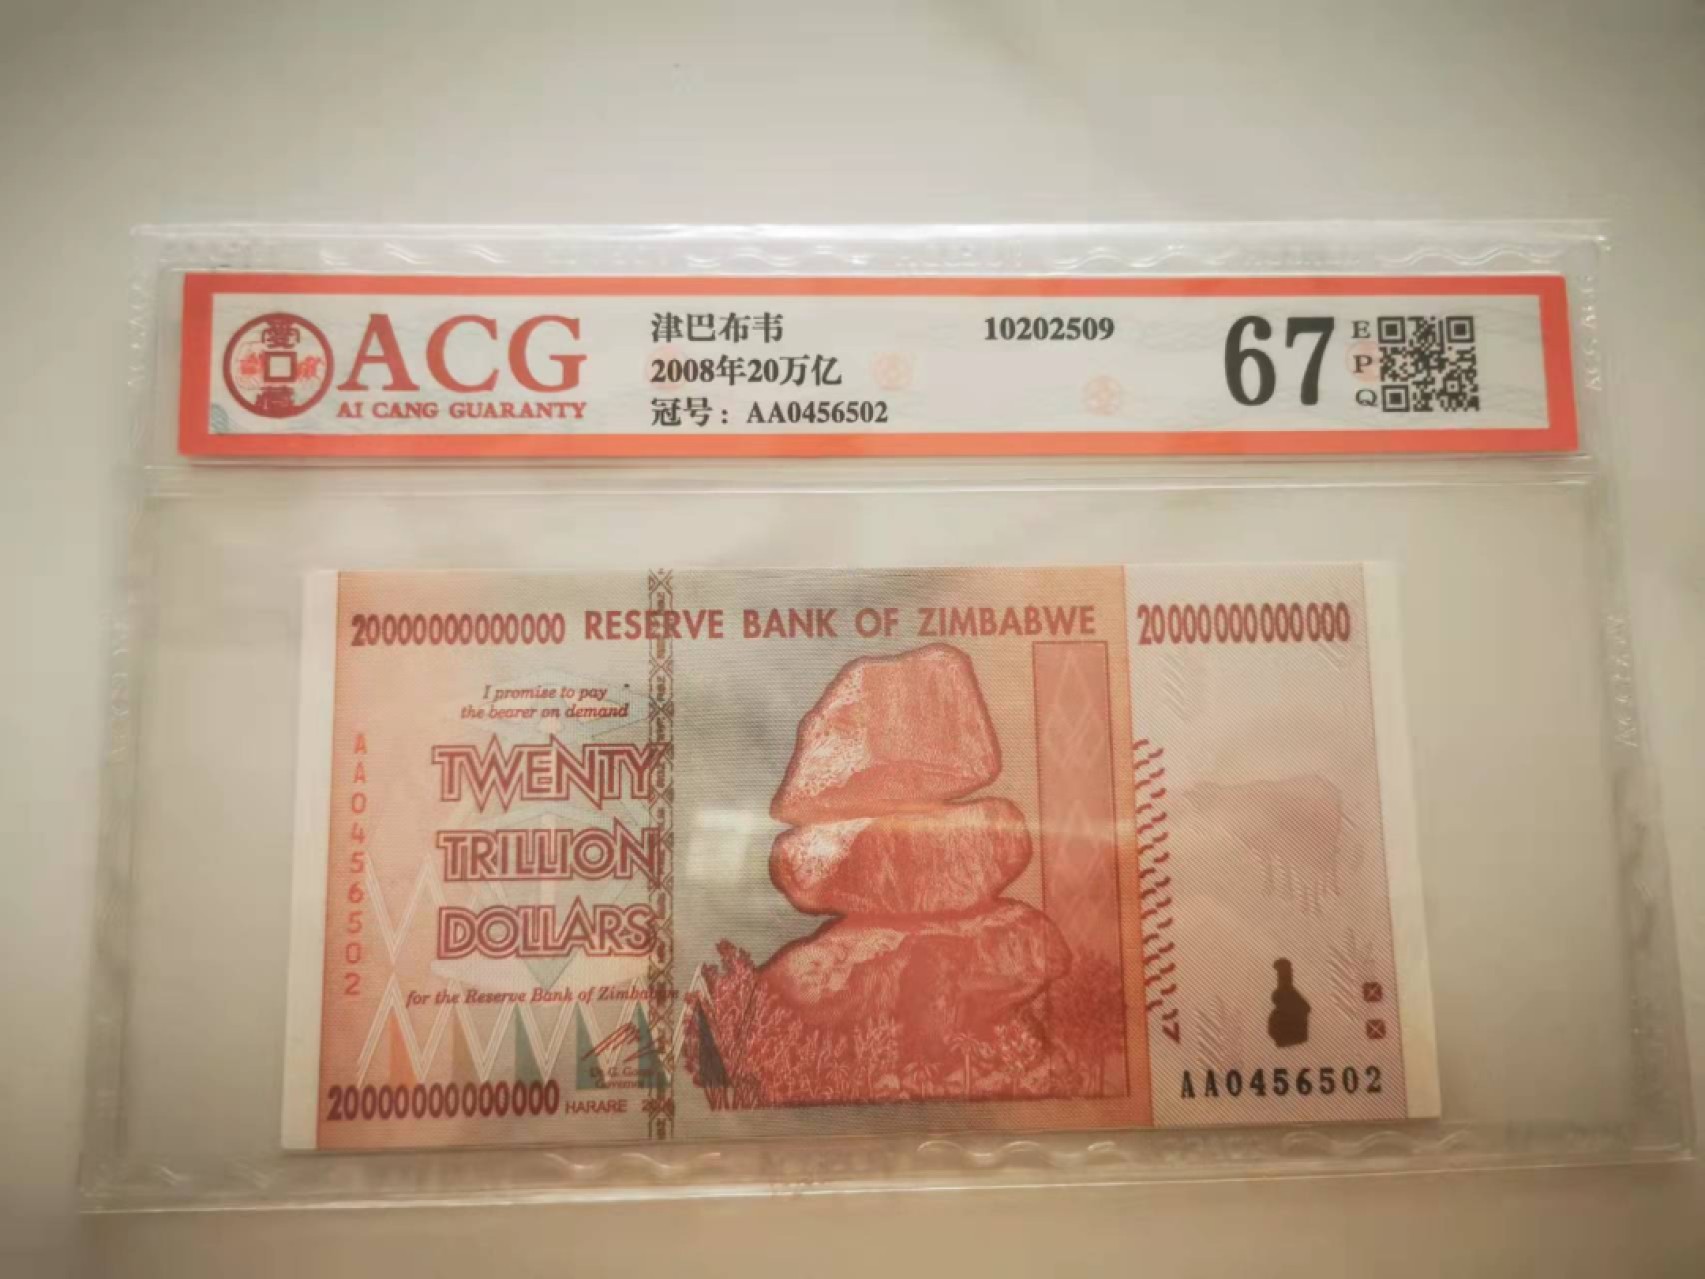 ACG
AI CANG GUARANTY
津巴布韦
2008年20万亿
冠号: AA0456502
10202509
67
E
P
Q
20000000000000 RESERVE BANK OF ZIMBABWE 20000000000000
I promise to pay
the bearer on demand
TWENTY
TRILLION
DOLLARS
for the Reserve Bank of Zimbabwe
AA0456502
Governor
20000000000000 HARARE
AA0456502